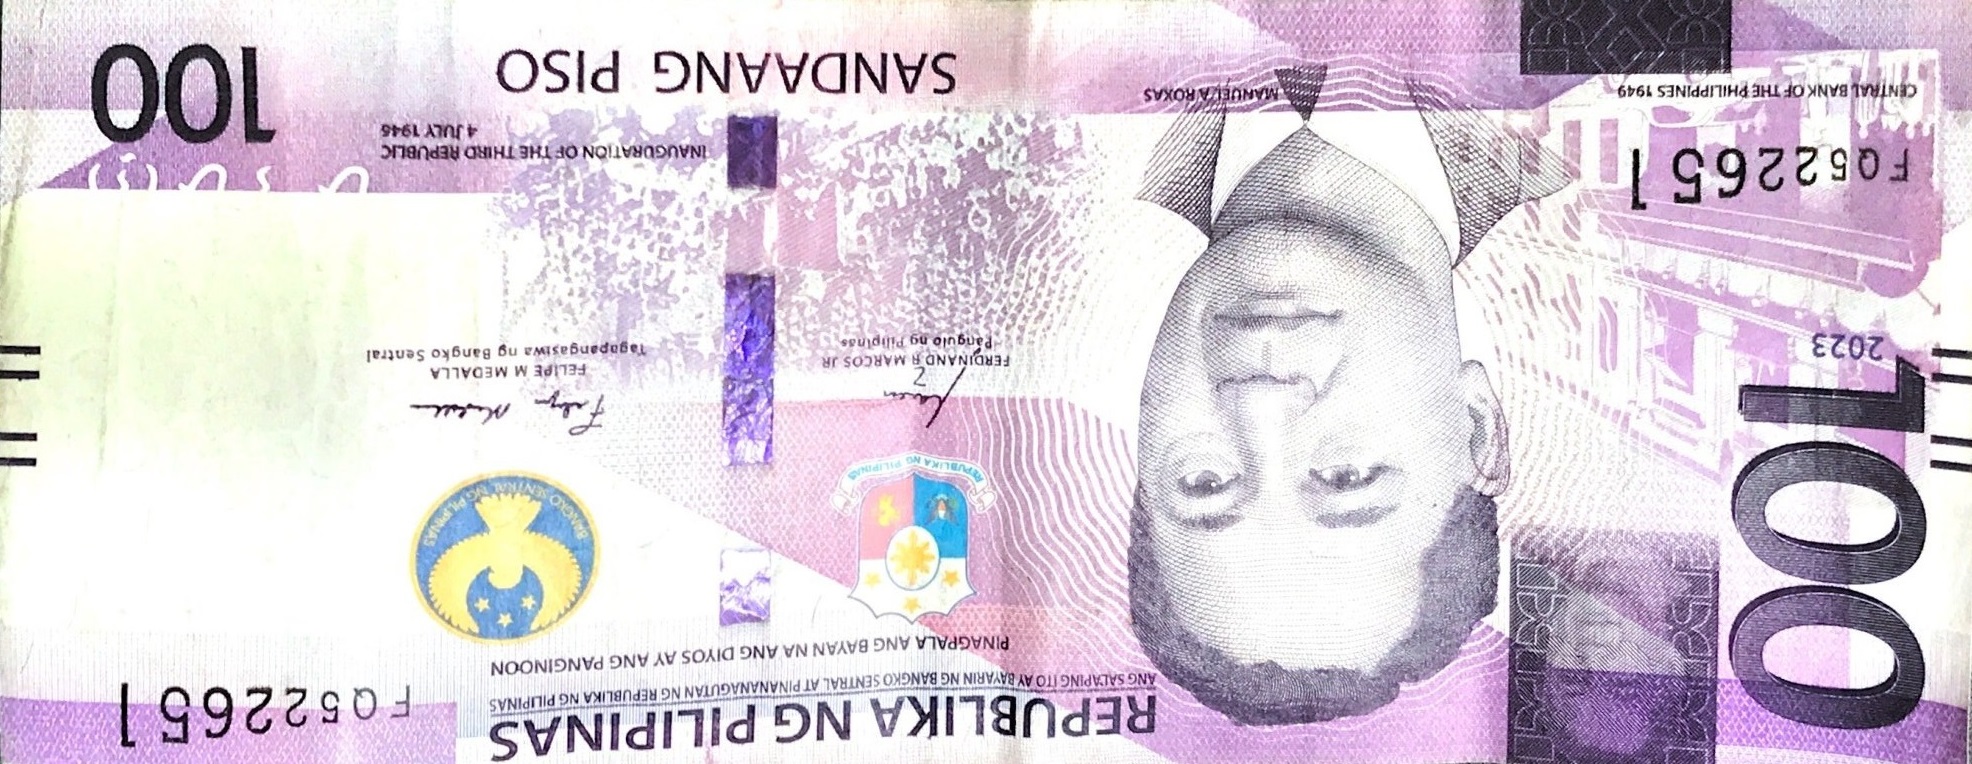 REPUBLIKA NG PILIPINAS
ANG SALAPING ITO AY BAYARIN NG BANGKO SENTRAL AT PINANANAGUTAN NG REPUBLIKA NG PILIPINAS
PINAGPALA ANG BAYAN NA ANG DIYOS AY ANG PANGINOON
FQ522651
100
2023
REPUBLIKA NG PILIPINAS
BANGKO SENTRAL NG PILIPINAS
FERDINAND R MARCOS JR
Pangulo ng Pilipinas
FELIPE M MEDALLA
Tagapangasiwa ng Bangko Sentral
FQ522651
CENTRAL BANK OF THE PHILIPPINES 1949
MANUEL A ROXAS
INAUGURATION OF THE THIRD REPUBLIC
4 JULY 1946
SANDAANG PISO
100